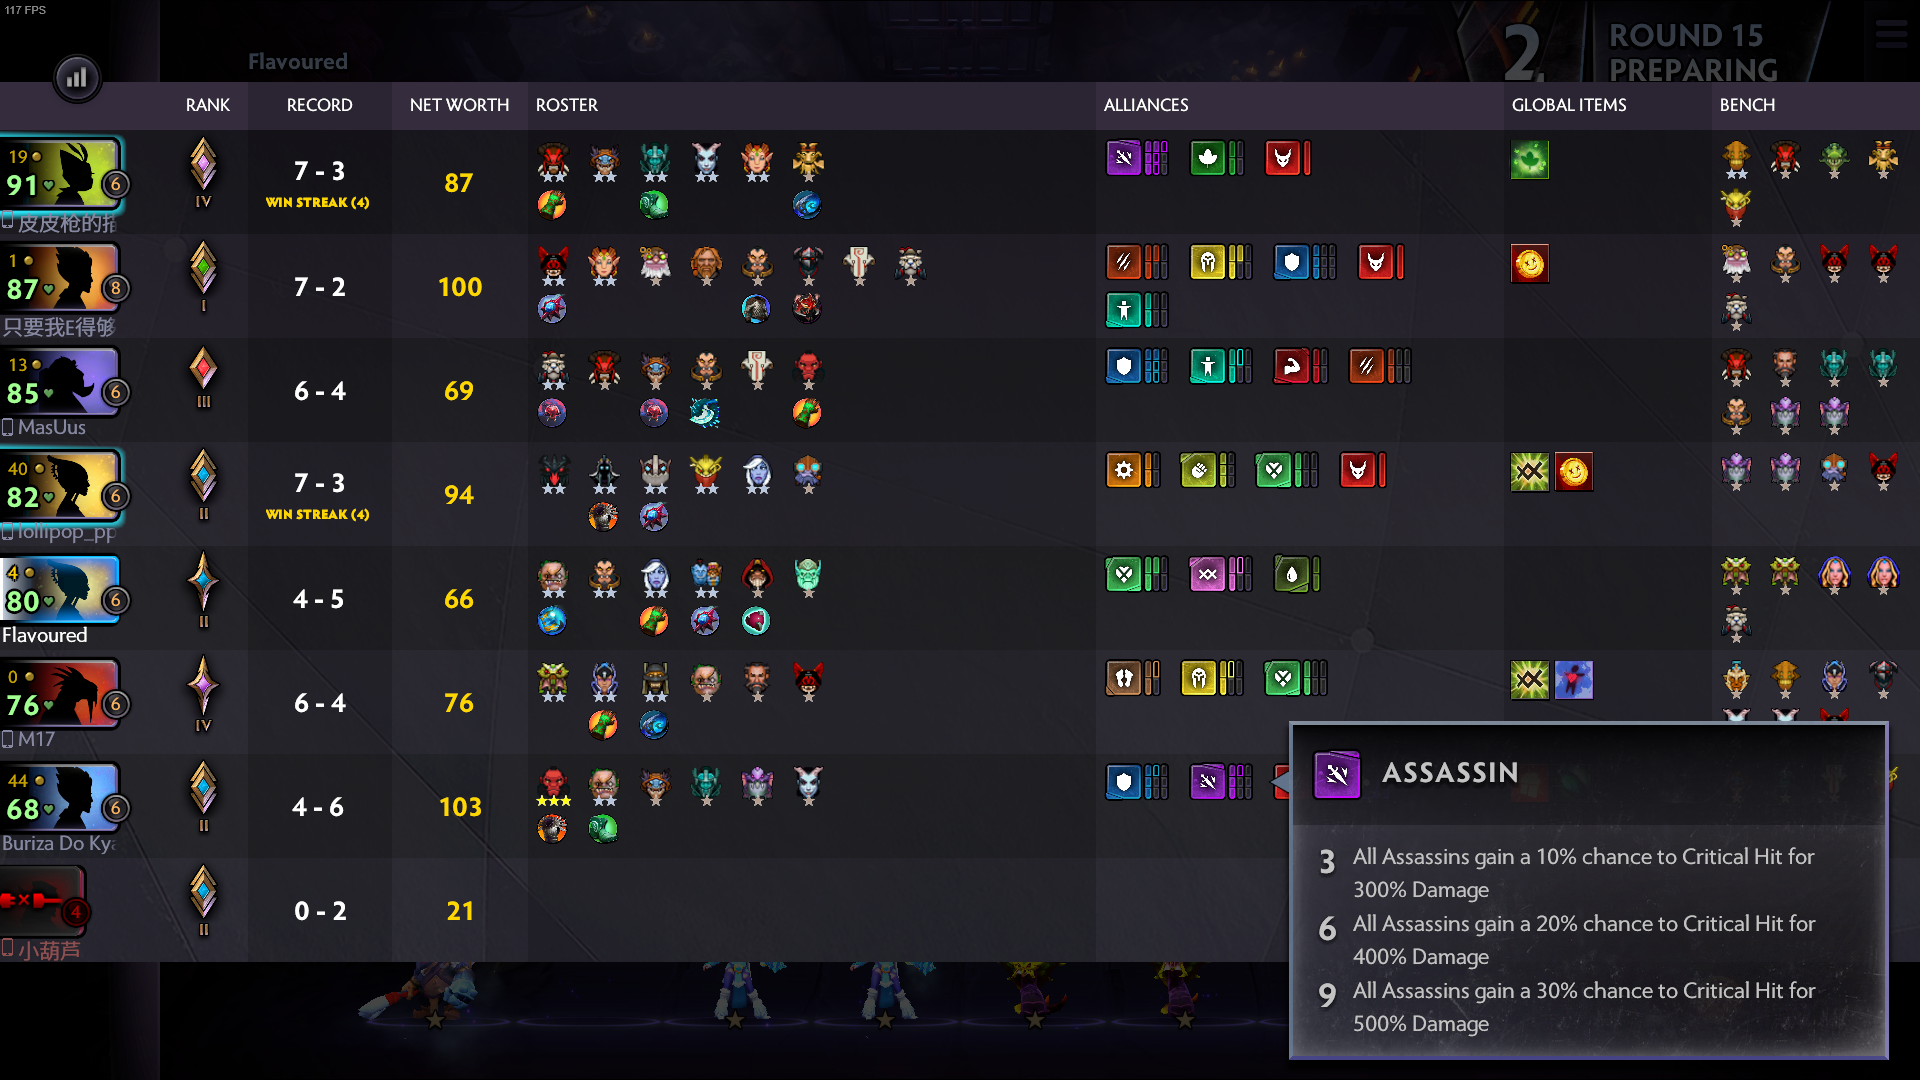 117 FPS
Flavoured
2
ROUND 15
PREPARING
RANK RECORD NET WORTH ROSTER ALLIANCES GLOBAL ITEMS BENCH
19
91
6
IV
7 - 3
WIN STREAK (4)
87
皮皮枪的
1
87
8
I
7 - 2
100
只要我E得够
13
85
6
III
6 - 4
69
MasUus
40
82
6
II
7 - 3
WIN STREAK (4)
94
lollipop_pp
4
80
6
II
4 - 5
66
Flavoured
0
76
6
IV
6 - 4
76
M17
44
68
6
II
4 - 6
103
Buriza Do Ky
4
II
0 - 2
21
小葫芦
ASSASSIN
3 All Assassins gain a 10% chance to Critical Hit for
300% Damage
6 All Assassins gain a 20% chance to Critical Hit for
400% Damage
9 All Assassins gain a 30% chance to Critical Hit for
500% Damage